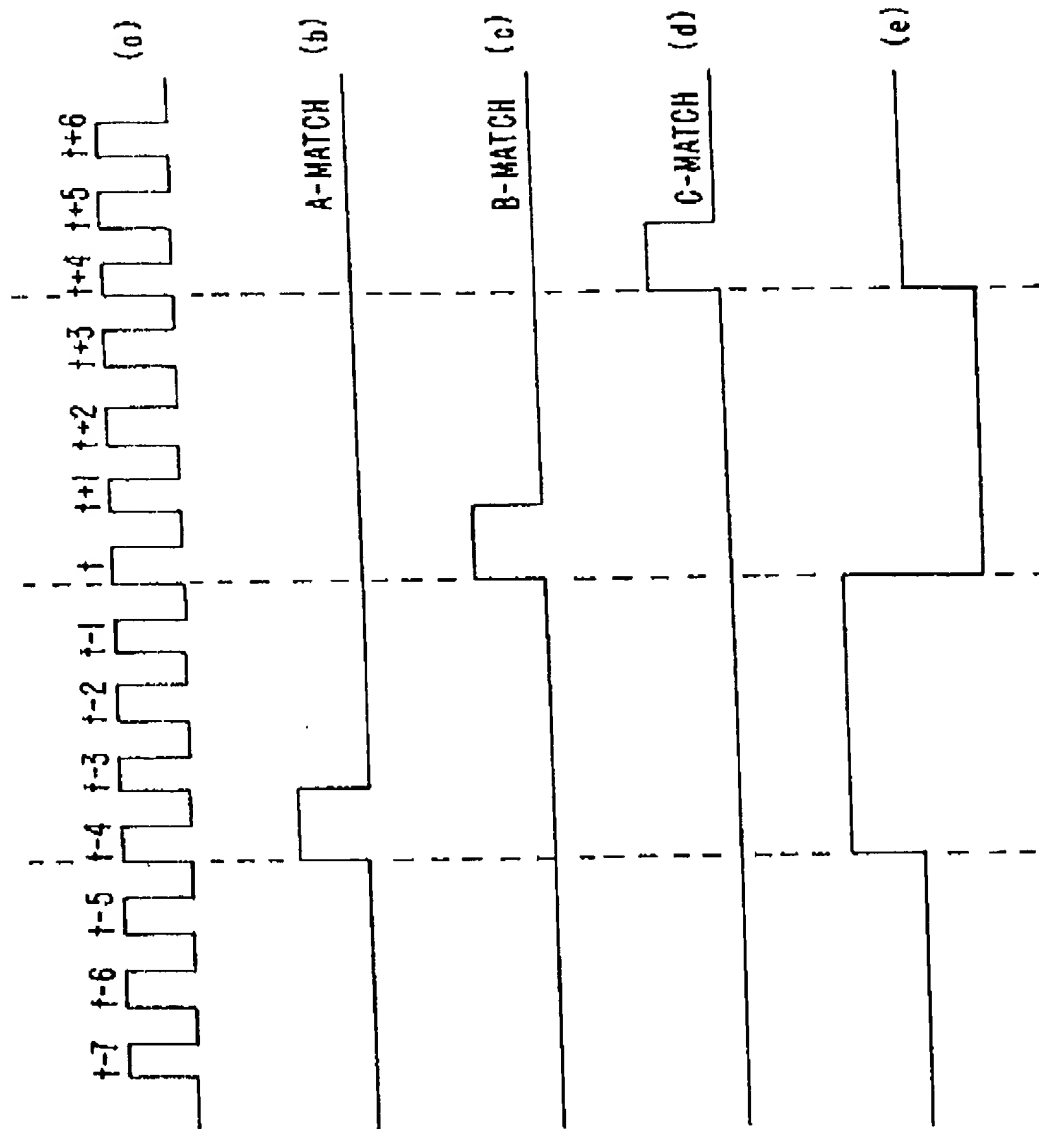 t-7 t-6 t-5 t-4 t-3 t-2 t-1 t t+1 t+2 t+3 t+4 t+5 t+6 (a)
A-MATCH (b)
B-MATCH (c)
C-MATCH (d)
(e)